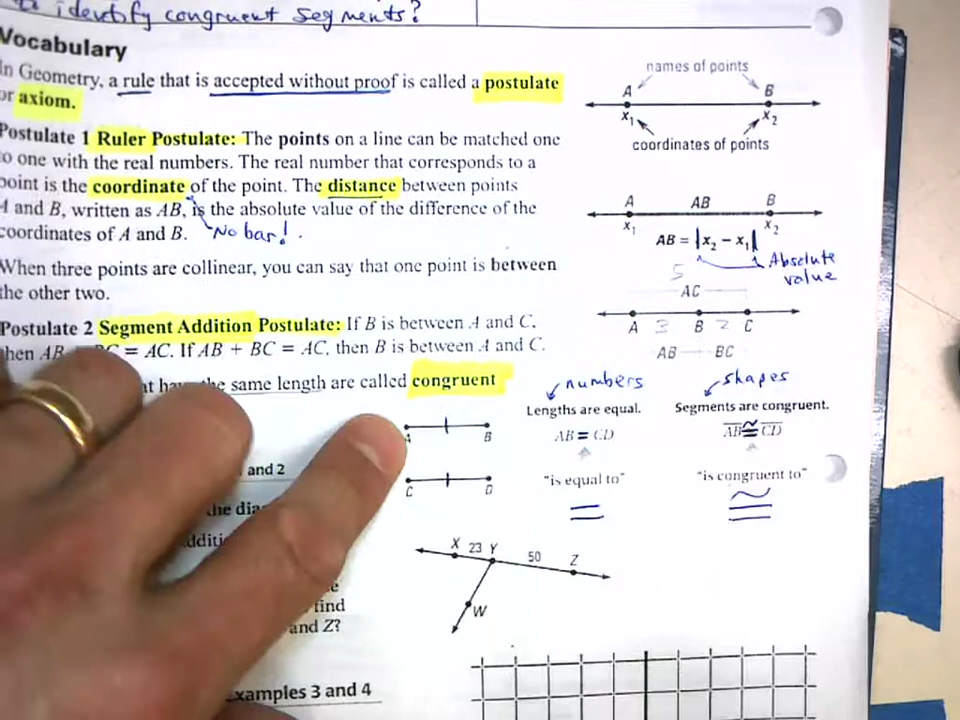 to identify congruent segments?
Vocabulary
In Geometry, a rule that is accepted without proof is called a postulate
or axiom.
Postulate 1 Ruler Postulate: The points on a line can be matched one
to one with the real numbers. The real number that corresponds to a
point is the coordinate of the point. The distance between points
A and B, written as AB, is the absolute value of the difference of the
coordinates of A and B. No bar!.
When three points are collinear, you can say that one point is between
the other two.
Postulate 2 Segment Addition Postulate: If B is between A and C,
then AB BC = AC. If AB + BC = AC, then B is between A and C.
the same length are called congruent
and 2
the
find
and Z?
Examples 3 and 4
names of points
A B
x₁ x₂
coordinates of points
A AB B
x₁ x₂
AB = |x₂ − x₁|
Absolute
value
5
AC
A 3 B 2 C
AB BC
numbers
shapes
Lengths are equal. Segments are congruent.
AB = CD AB ≅ CD
A B
C D
"is equal to" "is congruent to"
= ≅
X 23 Y 50 Z
W